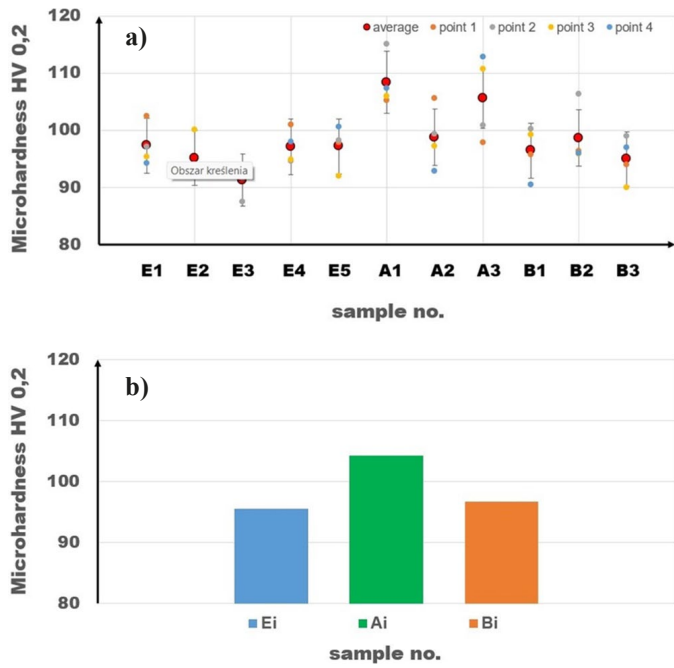 a)
average point 1 point 2 point 3 point 4
Microhardness HV 0,2
120
110
100
90
80
Obszar kreślenia
E1 E2 E3 E4 E5 A1 A2 A3 B1 B2 B3
sample no.
b)
Microhardness HV 0,2
120
110
100
90
80
Ei Ai Bi
sample no.